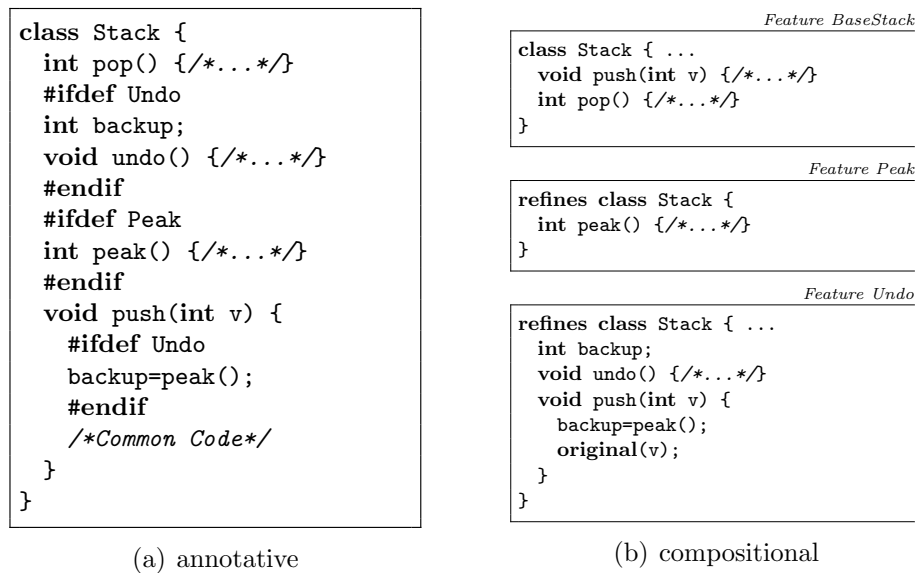 class Stack {
int pop() {/*...*/}
#ifdef Undo
int backup;
void undo() {/*...*/}
#endif
#ifdef Peak
int peak() {/*...*/}
#endif
void push(int v) {
#ifdef Undo
backup=peak();
#endif
/*Common Code*/
}
}
(a) annotative
Feature BaseStack
class Stack { ...
void push(int v) {/*...*/}
int pop() {/*...*/}
}
Feature Peak
refines class Stack {
int peak() {/*...*/}
}
Feature Undo
refines class Stack { ...
int backup;
void undo() {/*...*/}
void push(int v) {
backup=peak();
original(v);
}
}
(b) compositional